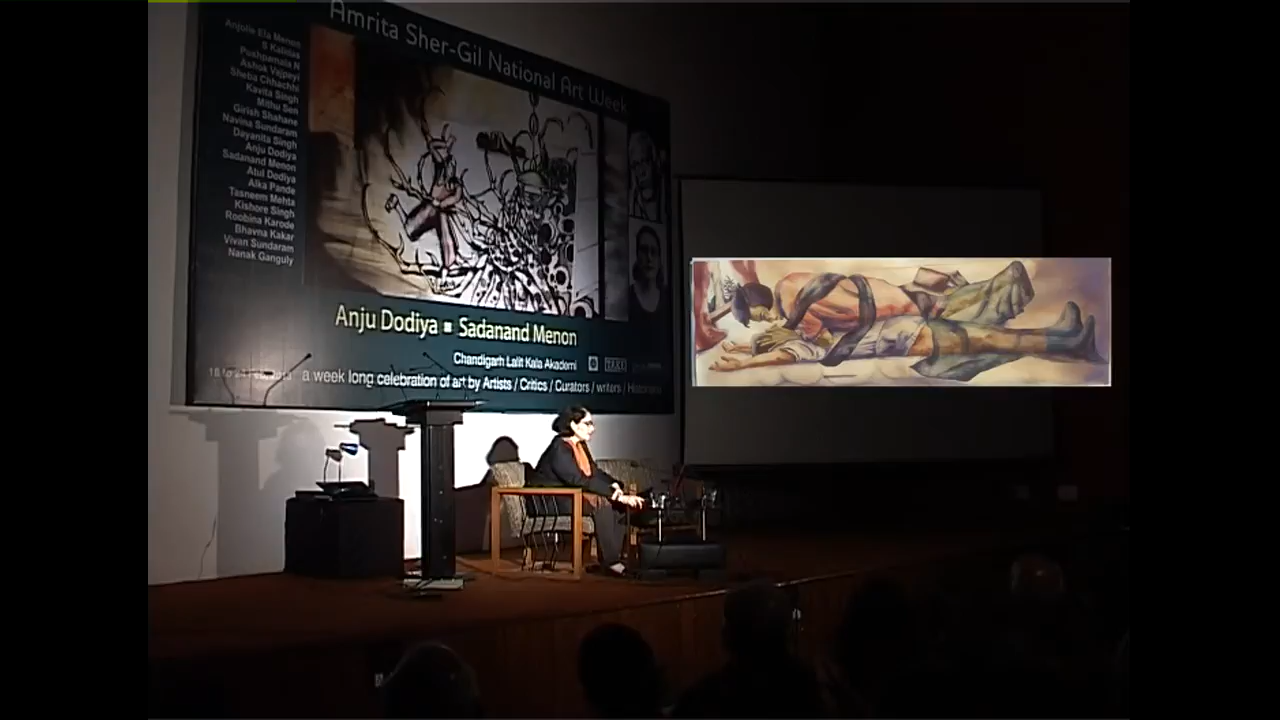 Amrita Sher-Gil National Art Week
Anjolie Ela Menon
S Kalidas
Pushpamala N
Ashok Vajpeyi
Sheba Chhachhi
Kavita Singh
Mithu Sen
Girish Shahane
Navina Sundaram
Dayanita Singh
Anju Dodiya
Sadanand Menon
Atul Dodiya
Alka Pande
Tasneem Mehta
Kishore Singh
Roobina Karode
Bhavna Kakar
Vivan Sundaram
Nanak Ganguly
Anju Dodiya ▪ Sadanand Menon
Chandigarh Lalit Kala Akademi
TAKE
a week long celebration of art by Artists / Critics / Curators / writers /